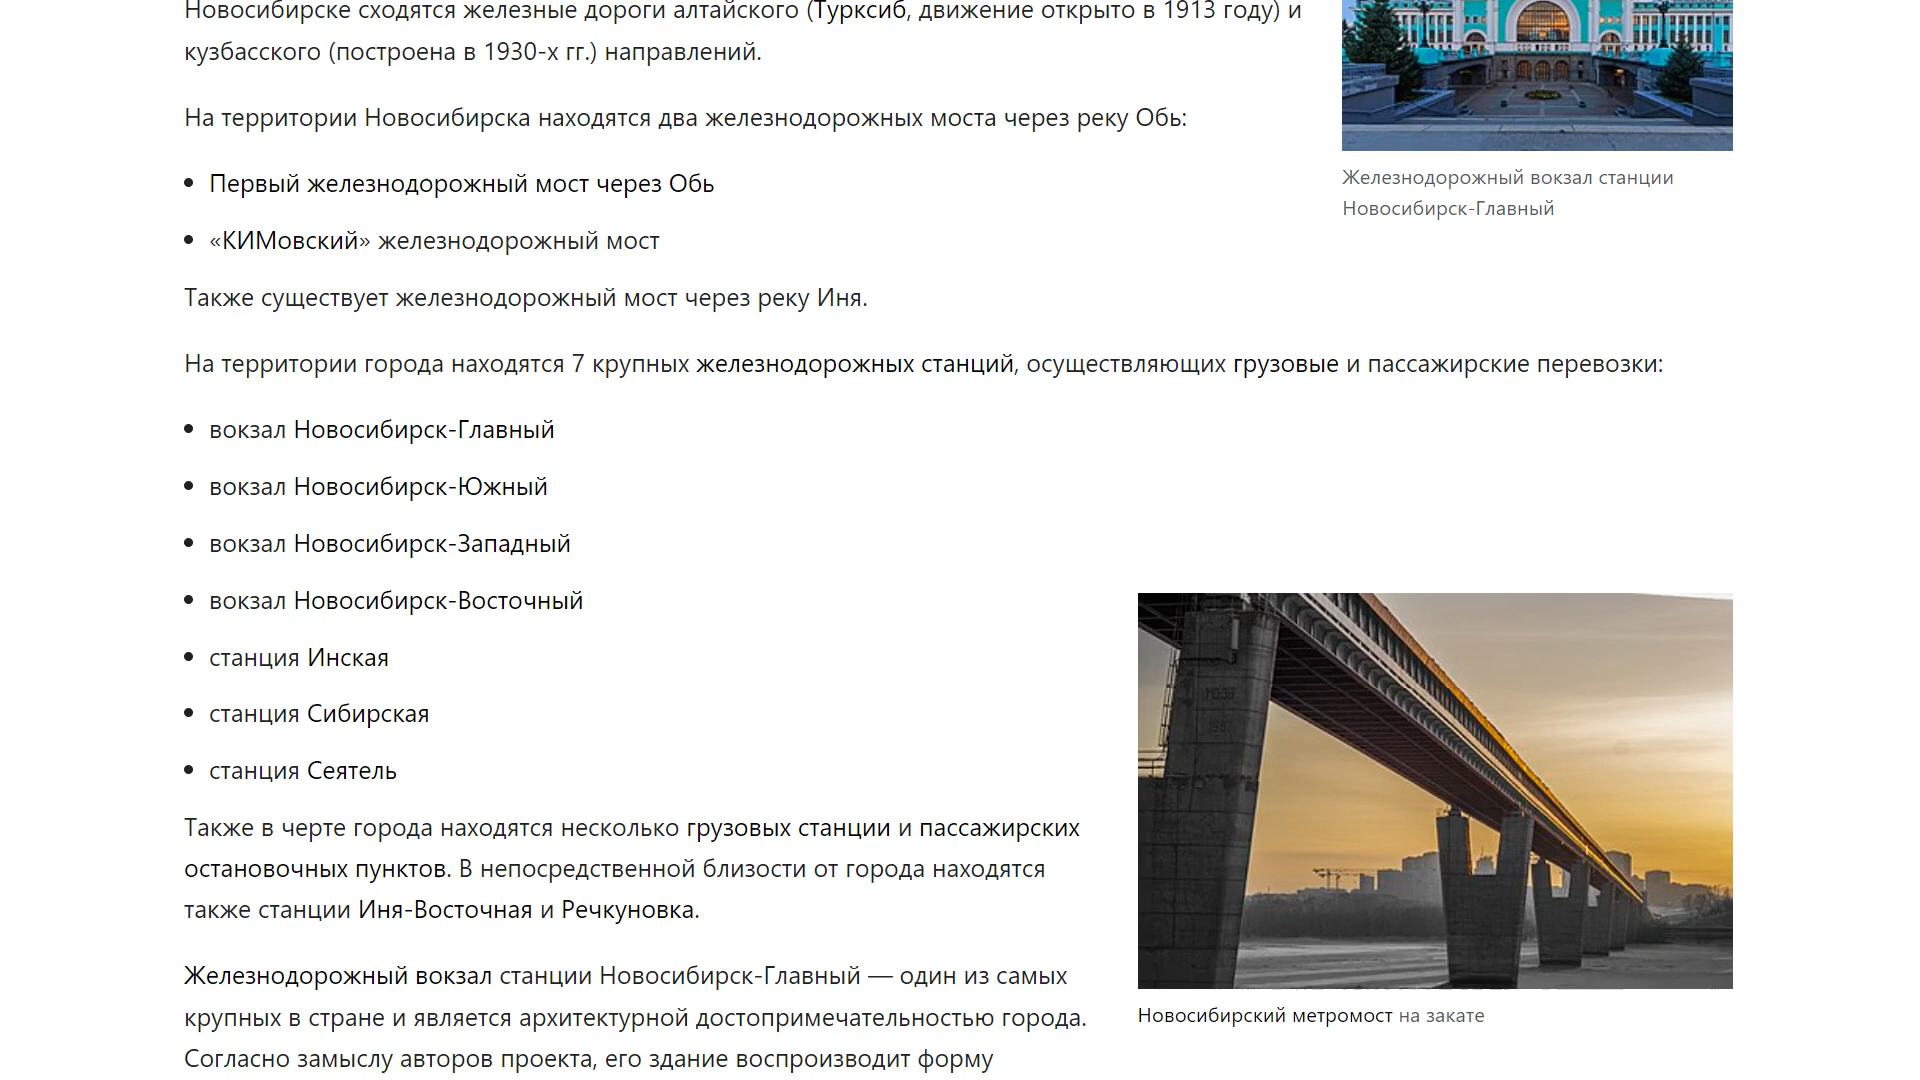 Новосибирске сходятся железные дороги алтайского (Турксиб, движение открыто в 1913 году) и
кузбасского (построена в 1930-х гг.) направлений.
На территории Новосибирска находятся два железнодорожных моста через реку Обь:
Железнодорожный вокзал станции
Новосибирск-Главный
• Первый железнодорожный мост через Обь
• «КИМовский» железнодорожный мост
Также существует железнодорожный мост через реку Иня.
На территории города находятся 7 крупных железнодорожных станций, осуществляющих грузовые и пассажирские перевозки:
• вокзал Новосибирск-Главный
• вокзал Новосибирск-Южный
• вокзал Новосибирск-Западный
• вокзал Новосибирск-Восточный
• станция Инская
• станция Сибирская
• станция Сеятель
Также в черте города находятся несколько грузовых станции и пассажирских
остановочных пунктов. В непосредственной близости от города находятся
также станции Иня-Восточная и Речкуновка.
Железнодорожный вокзал станции Новосибирск-Главный — один из самых
крупных в стране и является архитектурной достопримечательностью города.
Согласно замыслу авторов проекта, его здание воспроизводит форму
Новосибирский метромост на закате